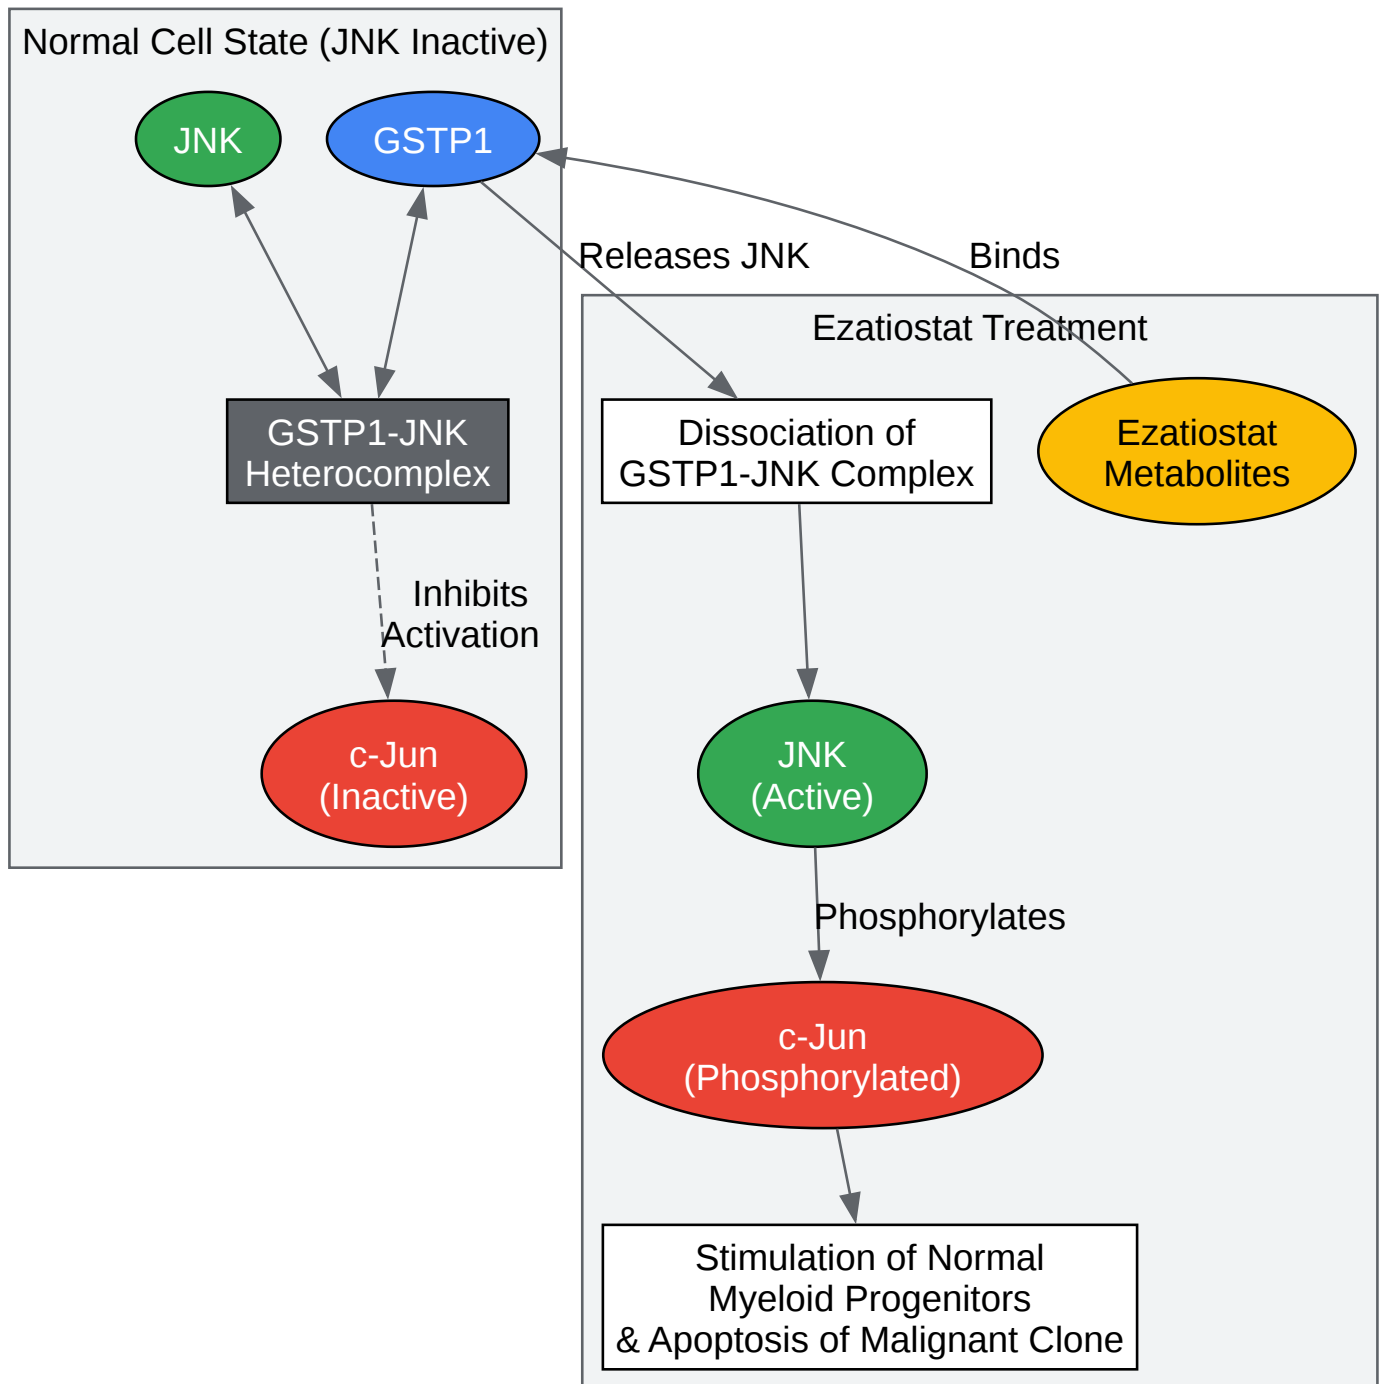 Normal Cell State (JNK Inactive)
JNK
GSTP1
Releases JNK
Binds
Ezatiostat Treatment
GSTP1-JNK
Heterocomplex
Dissociation of
GSTP1-JNK Complex
Ezatiostat
Metabolites
Inhibits
Activation
c-Jun
(Inactive)
JNK
(Active)
Phosphorylates
c-Jun
(Phosphorylated)
Stimulation of Normal
Myeloid Progenitors
& Apoptosis of Malignant Clone